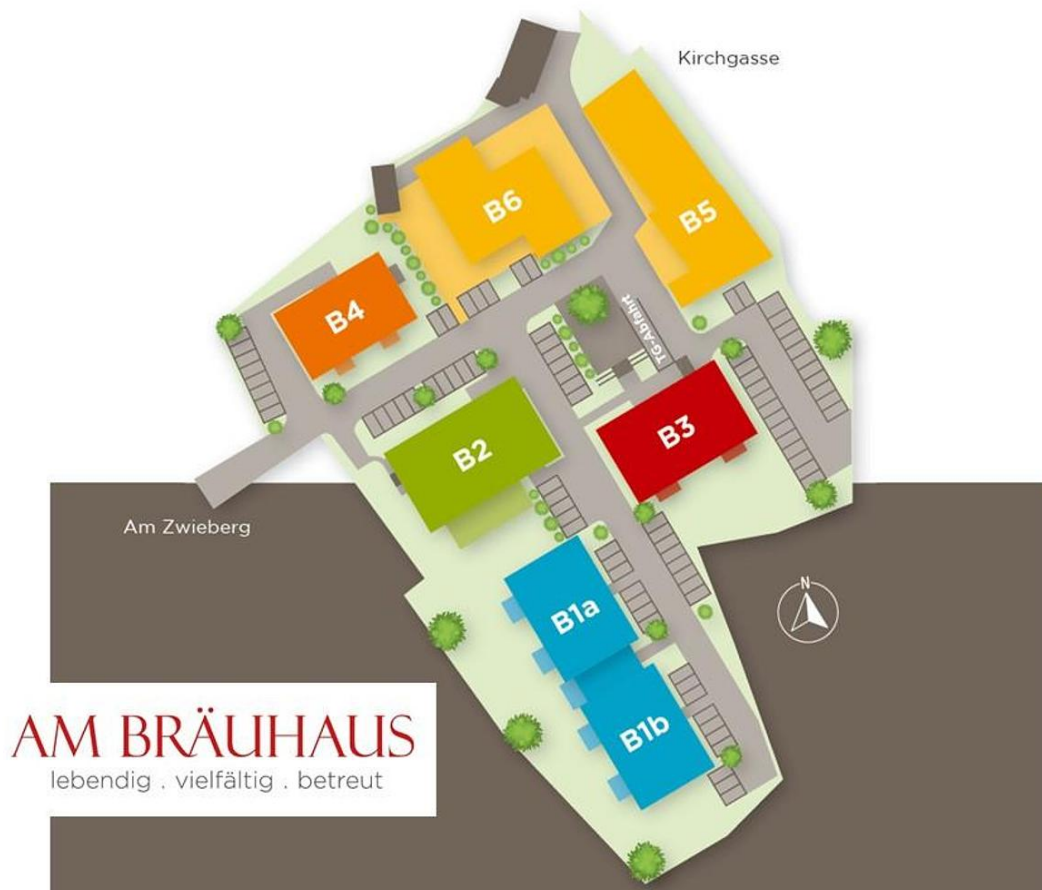 Kirchgasse
B6
B5
B4
TG-Abfahrt
B3
B2
Am Zwieberg
B1a
N
B1b
AM BRÄUHAUS
lebendig . vielfältig . betreut